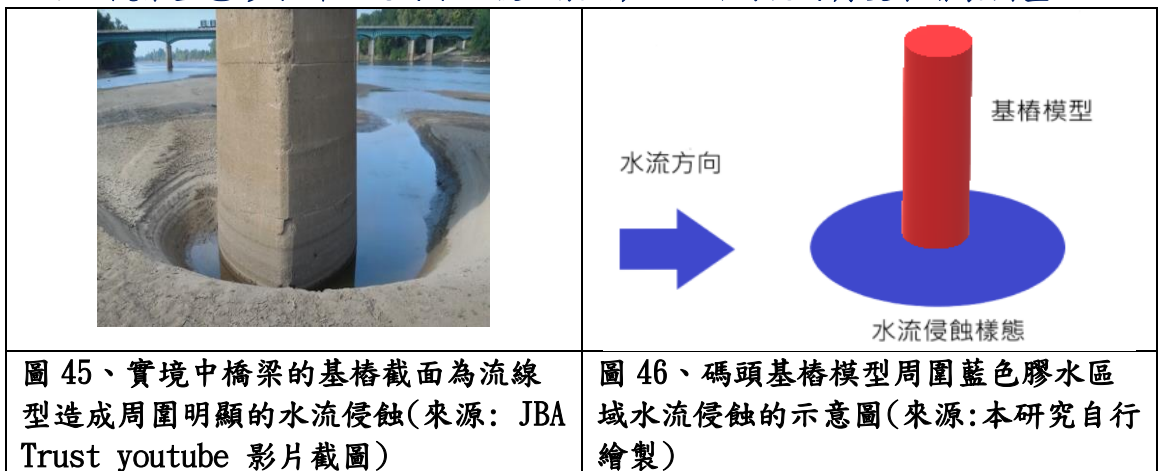 基樁模型
水流方向
水流侵蝕樣態
圖 45、實境中橋梁的基樁截面為流線
型造成周圍明顯的水流侵蝕(來源: JBA
Trust youtube 影片截圖)
圖 46、碼頭基樁模型周圍藍色膠水區
域水流侵蝕的示意圖(來源:本研究自行
繪製)